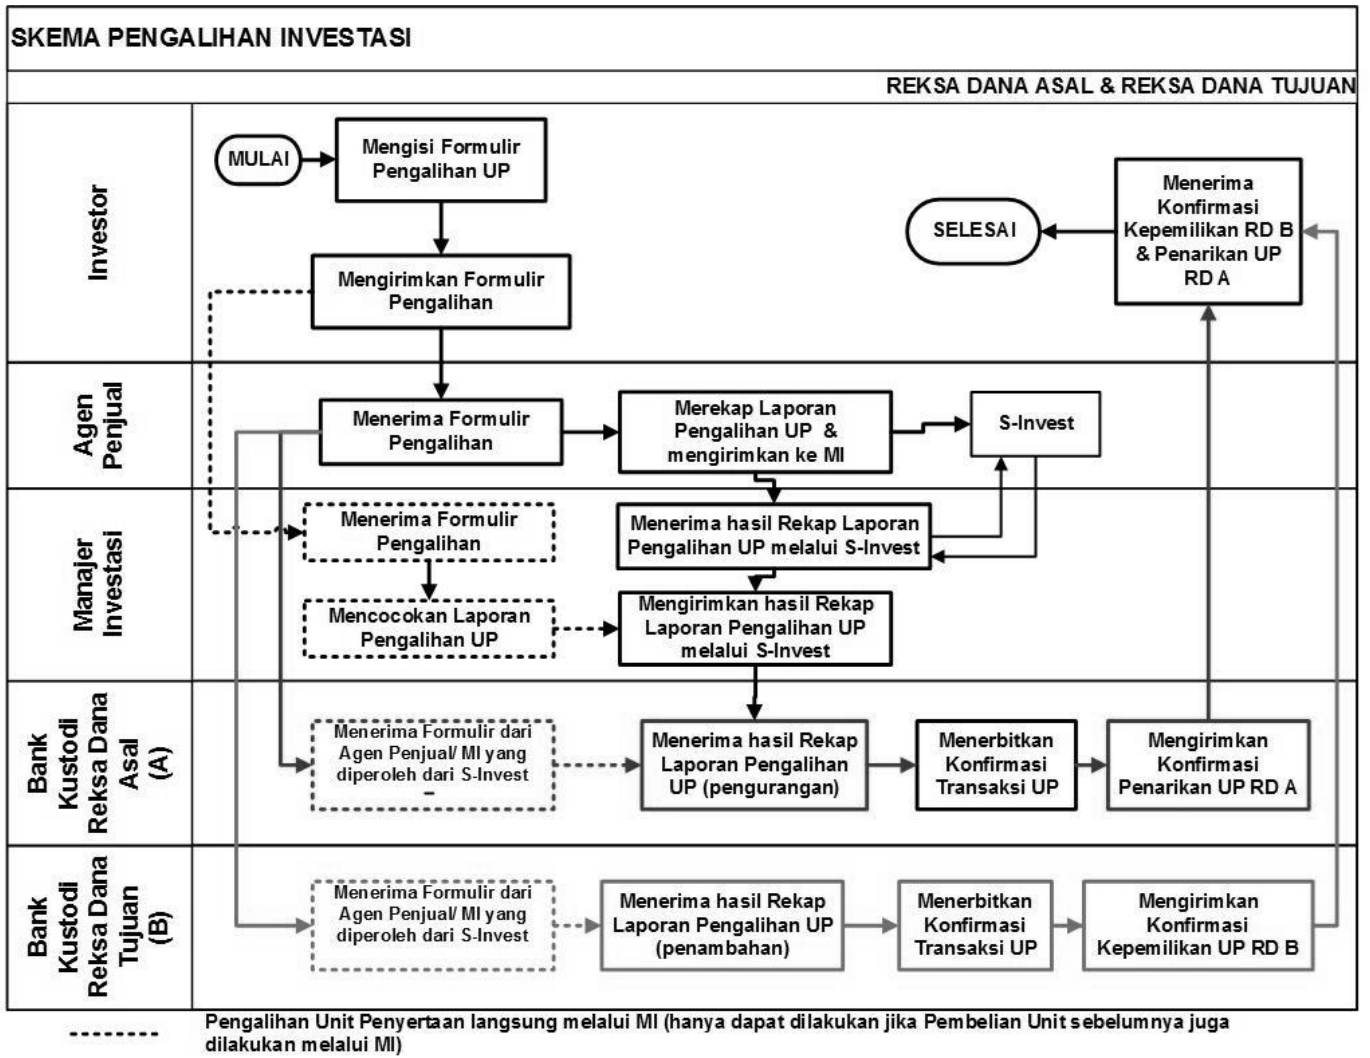 SKEMA PENGALIHAN INVESTASI
REKSA DANA ASAL & REKSA DANA TUJUAN
Investor
MULAI
Mengisi Formulir
Pengalihan UP
Mengirimkan Formulir
Pengalihan
SELESAI
Menerima
Konfirmasi
Kepemilikan RD B
& Penarikan UP
RD A
Agen
Penjual
Menerima Formulir
Pengalihan
Merekap Laporan
Pengalihan UP &
mengirimkan ke MI
S-Invest
Manajer
Investasi
Menerima Formulir
Pengalihan
Menerima hasil Rekap Laporan
Pengalihan UP melalui S-Invest
Mencocokan Laporan
Pengalihan UP
Mengirimkan hasil Rekap
Laporan Pengalihan UP
melalui S-Invest
Bank
Kustodi
Reksa Dana
Asal
(A)
Menerima Formulir dari
Agen Penjual/ MI yang
diperoleh dari S-Invest
–
Menerima hasil Rekap
Laporan Pengalihan
UP (pengurangan)
Menerbitkan
Konfirmasi
Transaksi UP
Mengirimkan
Konfirmasi
Penarikan UP RD A
Bank
Kustodi
Reksa Dana
Tujuan
(B)
Menerima Formulir dari
Agen Penjual/ MI yang
diperoleh dari S-Invest
Menerima hasil Rekap
Laporan Pengalihan UP
(penambahan)
Menerbitkan
Konfirmasi
Transaksi UP
Mengirimkan
Konfirmasi
Kepemilikan UP RD B
Pengalihan Unit Penyertaan langsung melalui MI (hanya dapat dilakukan jika Pembelian Unit sebelumnya juga
dilakukan melalui MI)